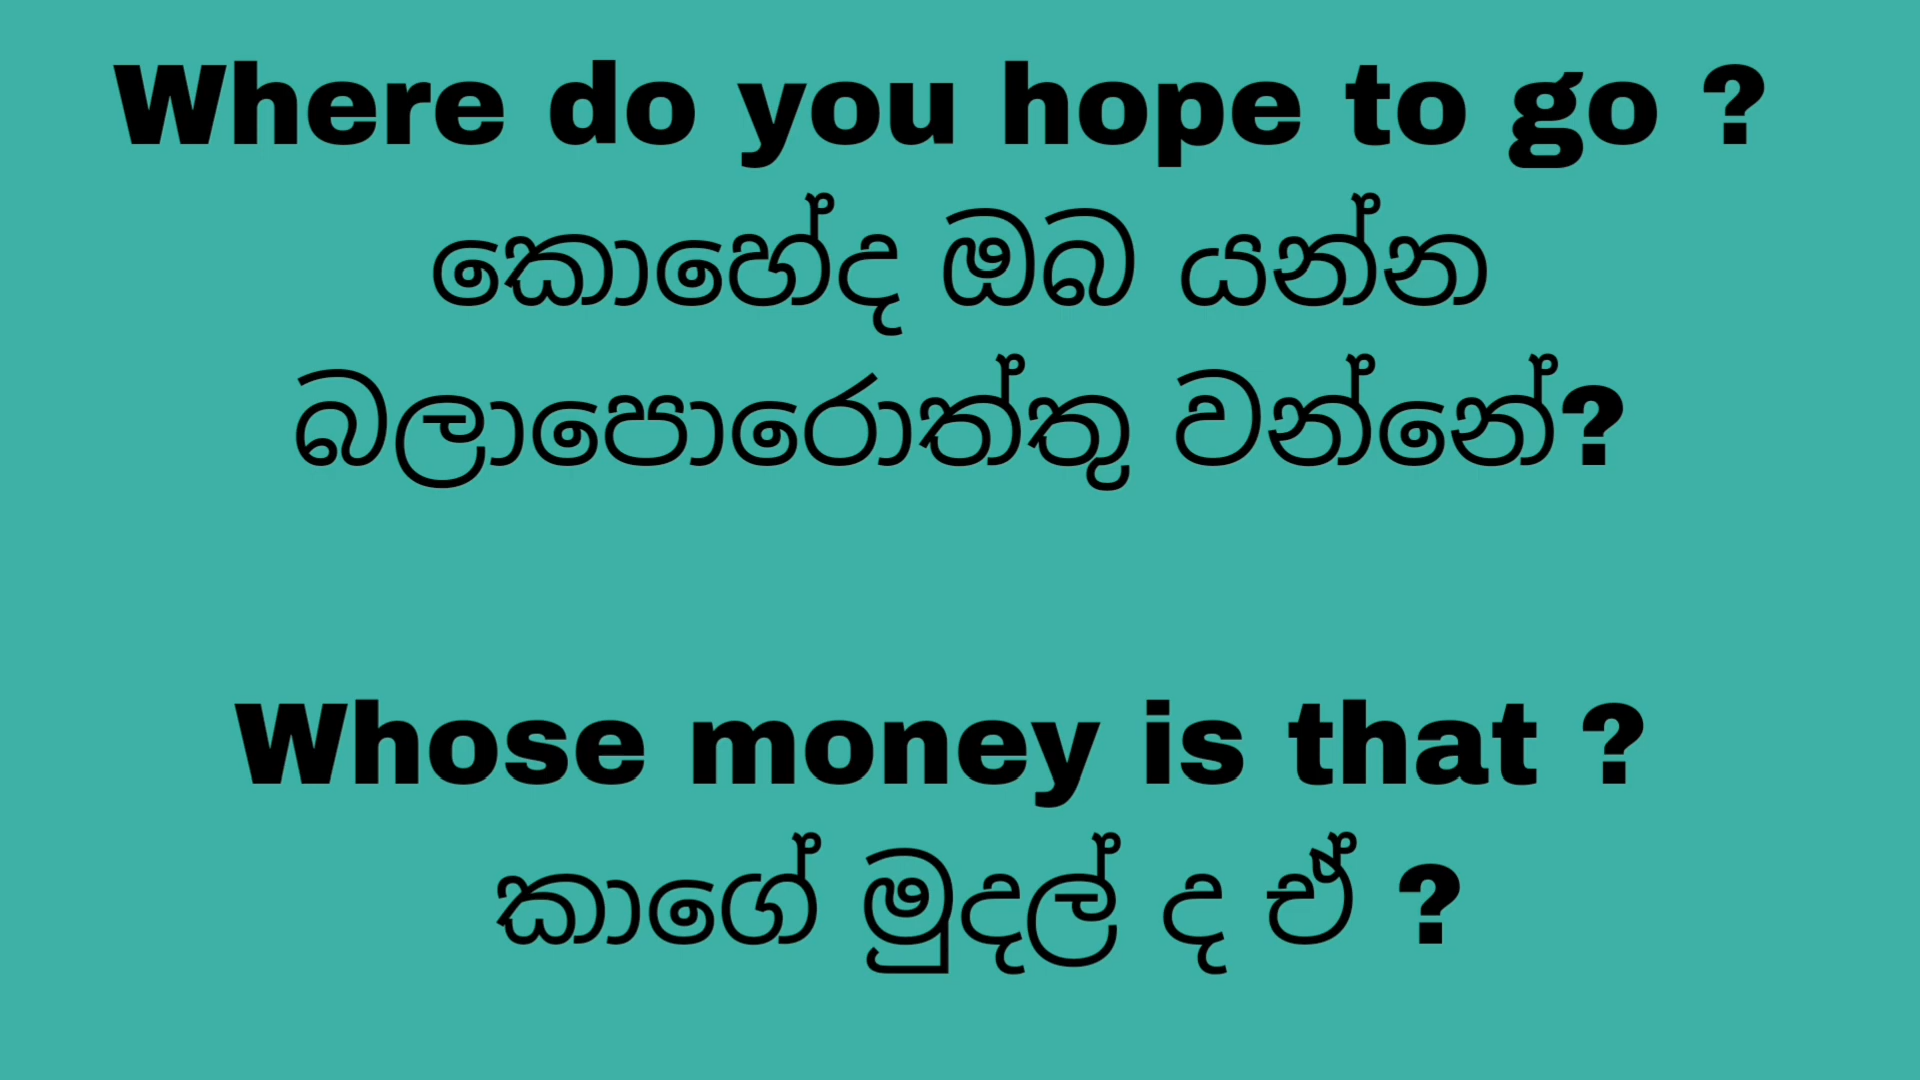 Where do you hope to go ?
කොහේද ඔබ යන්න
බලාපොරොත්තු වන්නේ?
Whose money is that ?
කාගේ මුදල් ද ඒ ?